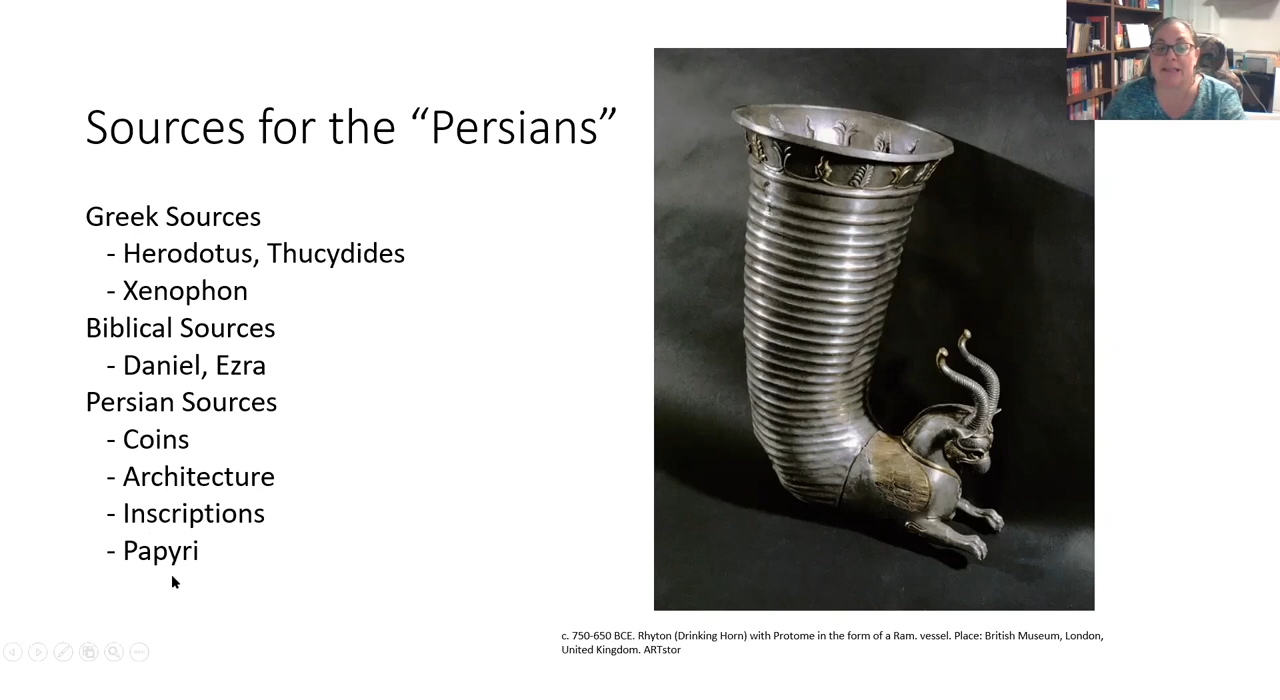 Sources for the “Persians”
Greek Sources
- Herodotus, Thucydides
- Xenophon
Biblical Sources
- Daniel, Ezra
Persian Sources
- Coins
- Architecture
- Inscriptions
- Papyri
c. 750-650 BCE. Rhyton (Drinking Horn) with Protome in the form of a Ram. vessel. Place: British Museum, London,
United Kingdom. ARTstor